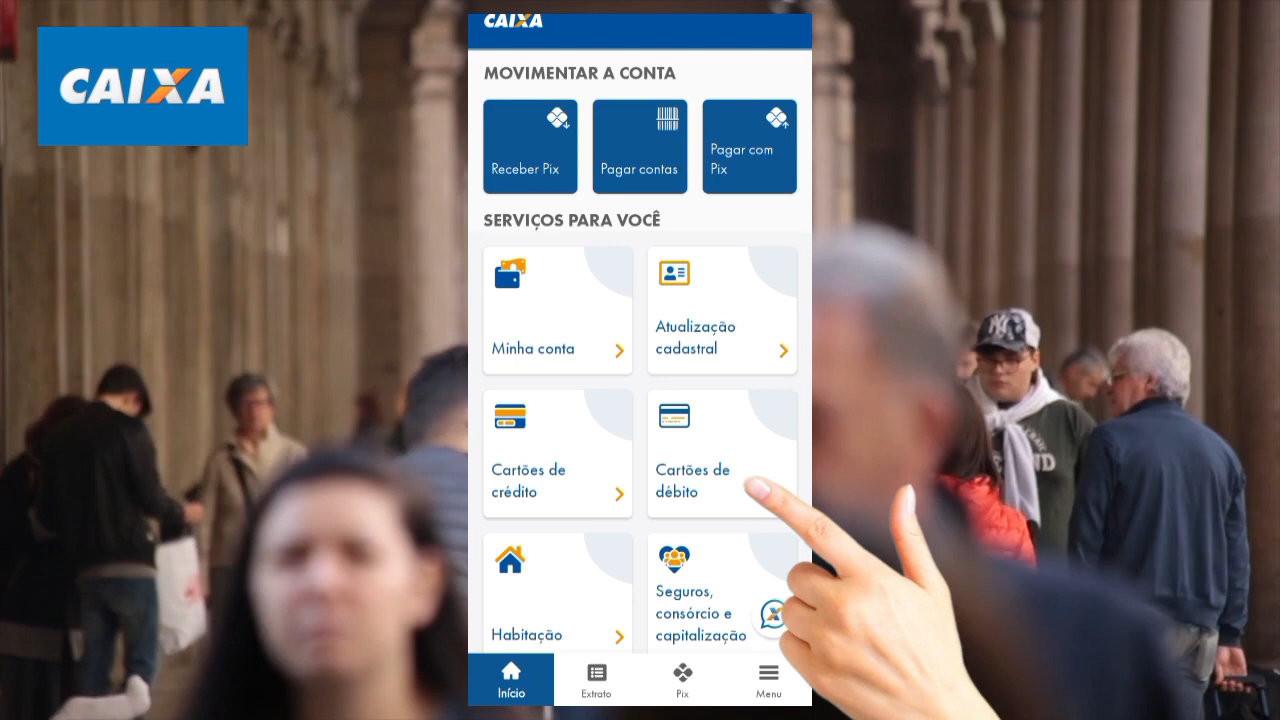 CAIXA
CAIXA
MOVIMENTAR A CONTA
Receber Pix
Pagar contas
Pagar com
Pix
SERVIÇOS PARA VOCÊ
Minha conta
Atualização
cadastral
Cartões de
crédito
Cartões de
débito
Habitação
Seguros,
consórcio e
capitalização
Início
Extrato
Pix
Menu
NY